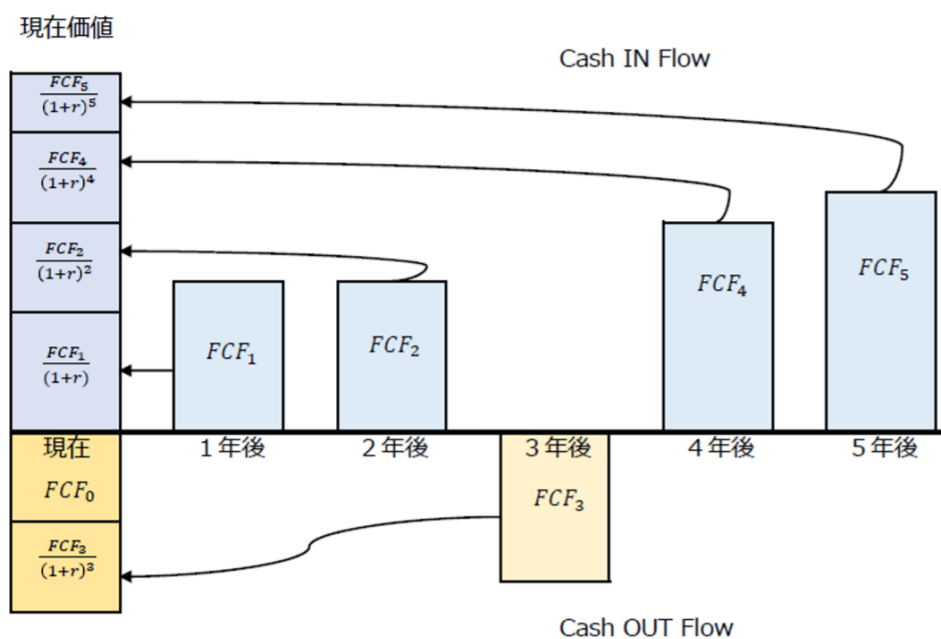 現在価値
Cash IN Flow
FCF₅
(1+r)⁵
FCF₄
(1+r)⁴
FCF₂
(1+r)²
FCF₁
(1+r)
FCF₁
FCF₂
FCF₄
FCF₅
現在
1年後
2年後
3年後
4年後
5年後
FCF₀
FCF₃
FCF₃
(1+r)³
Cash OUT Flow